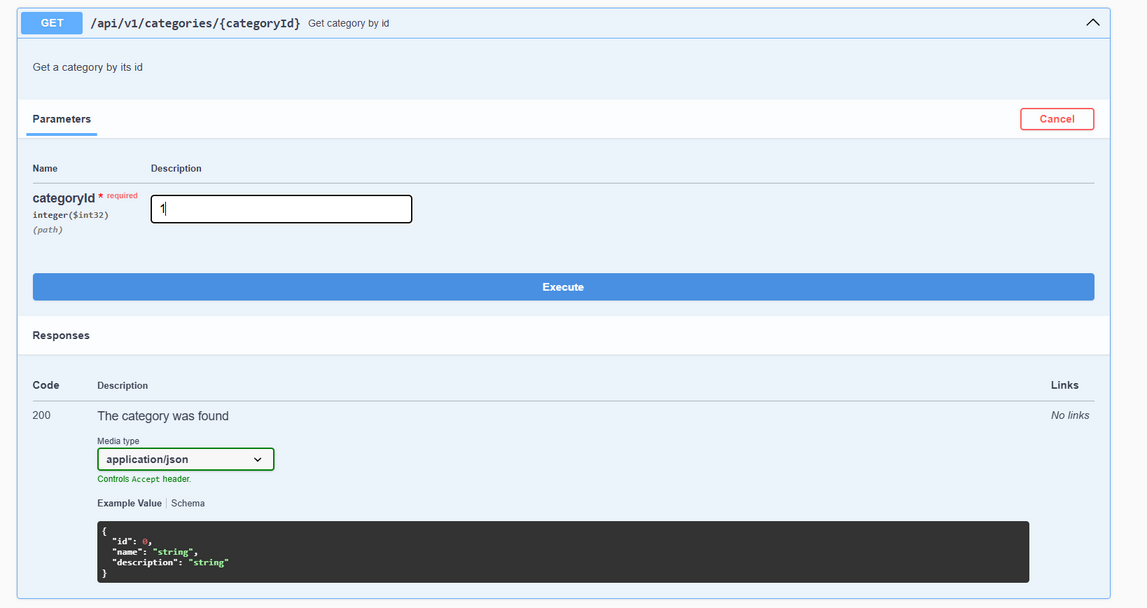 GET /api/v1/categories/{categoryId} Get category by id
Get a category by its id
Parameters Cancel
Name Description
categoryId * required
integer($int32)
(path)
1
Execute
Responses
Code Description Links
200 The category was found No links
Media type
application/json
Controls Accept header.
Example Value Schema
{
  "id": 0,
  "name": "string",
  "description": "string"
}